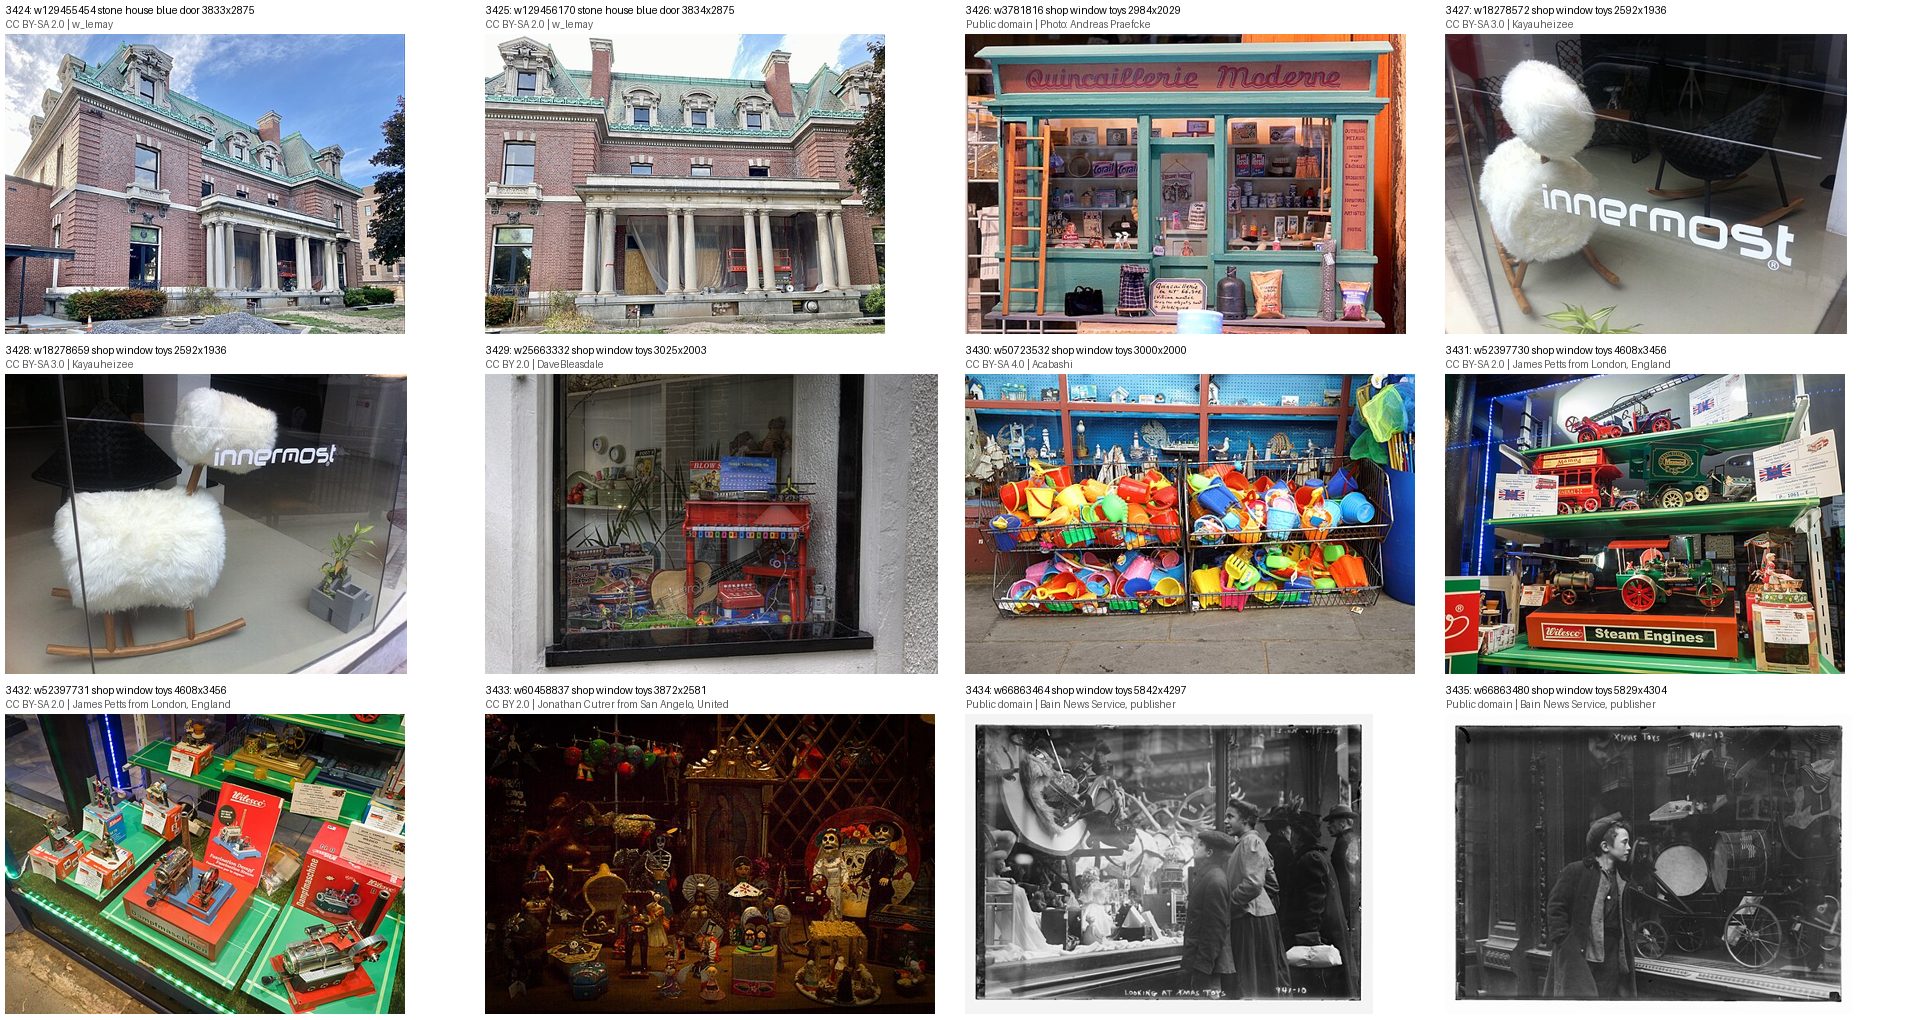 3424: w129455454 stone house blue door 3833x2875
CC BY-SA 2.0 | w_lemay
3425: w129456170 stone house blue door 3834x2875
CC BY-SA 2.0 | w_lemay
3426: w3781816 shop window toys 2984x2029
Public domain | Photo: Andreas Praefcke
Quincaillerie Moderne
3427: w18278572 shop window toys 2592x1936
CC BY-SA 3.0 | Kayauheizee
innermost
®
3428: w18278659 shop window toys 2592x1936
CC BY-SA 3.0 | Kayauheizee
innermost
3429: w25663332 shop window toys 3025x2003
CC BY 2.0 | DaveBleasdale
BLOW
3430: w50723532 shop window toys 3000x2000
CC BY-SA 4.0 | Acabashi
3431: w52397730 shop window toys 4608x3456
CC BY-SA 2.0 | James Petts from London, England
Wilesco
Steam Engines
3432: w52397731 shop window toys 4608x3456
CC BY-SA 2.0 | James Petts from London, England
Wilesco
Dampfmaschine
Dampfmaschinen
3433: w60458837 shop window toys 3872x2581
CC BY 2.0 | Jonathan Cutrer from San Angelo, United
3434: w66863464 shop window toys 5842x4297
Public domain | Bain News Service, publisher
LOOKING AT XMAS TOYS
941-10
3435: w66863480 shop window toys 5829x4304
Public domain | Bain News Service, publisher
XMAS TOYS
941-13